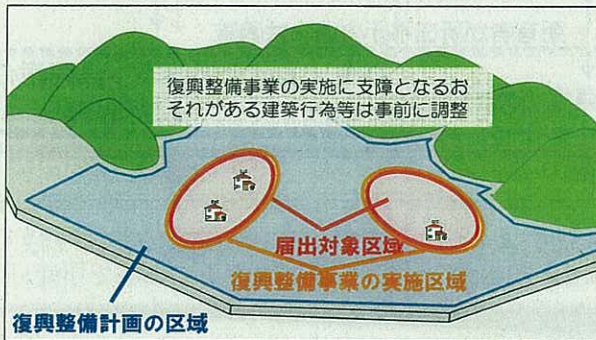 復興整備事業の実施に支障となるお
それがある建築行為等は事前に調整
届出対象区域
復興整備事業の実施区域
復興整備計画の区域